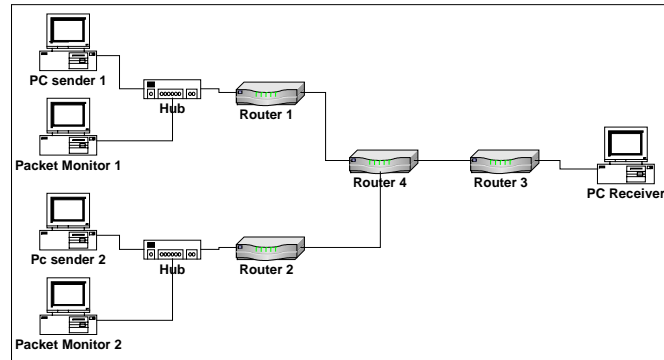 PC sender 1
Hub
Router 1
Packet Monitor 1
Router 4
Router 3
PC Receiver
Pc sender 2
Hub
Router 2
Packet Monitor 2